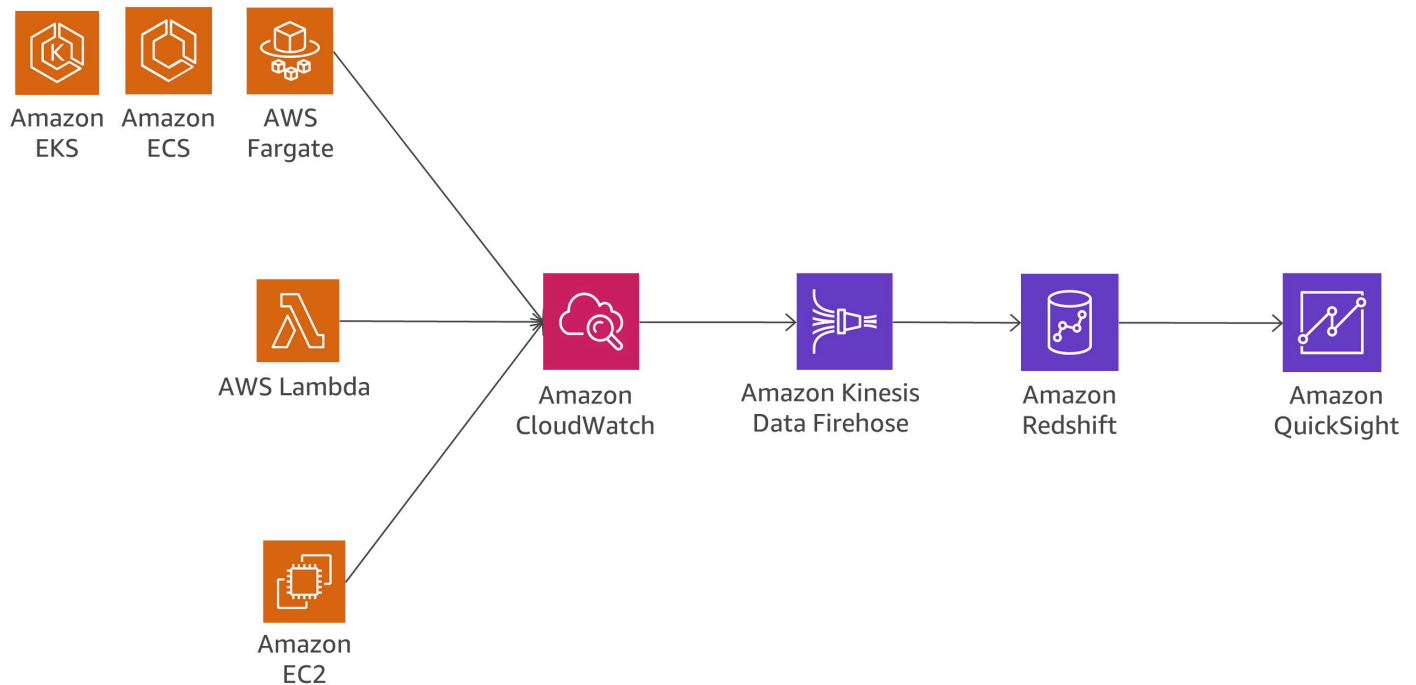 K
Amazon
EKS
Amazon
ECS
AWS
Fargate
AWS Lambda
Amazon
CloudWatch
Amazon Kinesis
Data Firehose
Amazon
Redshift
Amazon
QuickSight
Amazon
EC2